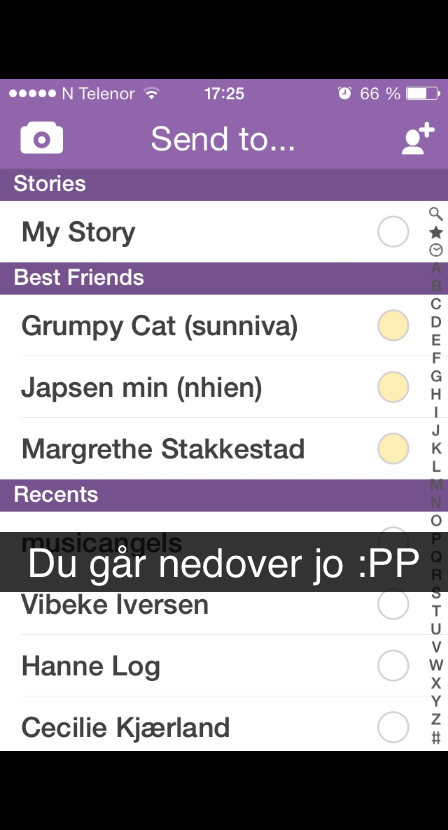 N Telenor 17:25 66 %
Send to...
Stories
My Story
Best Friends
Grumpy Cat (sunniva)
Japsen min (nhien)
Margrethe Stakkestad
Recents
musicangels
Du går nedover jo :PP
Vibeke Iversen
Hanne Log
Cecilie Kjærland
A
B
C
D
E
F
G
H
I
J
K
L
M
N
O
P
Q
R
S
T
U
V
W
X
Y
Z
#